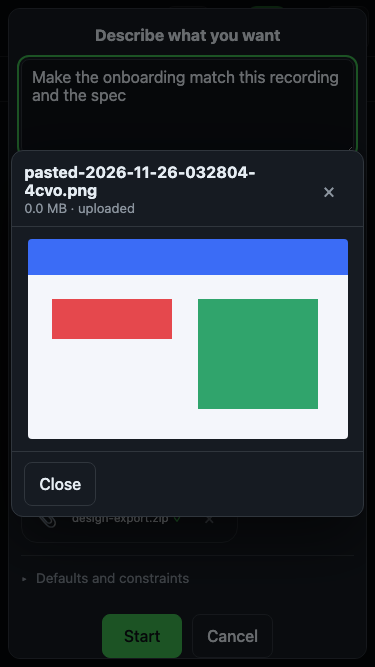 Describe what you want
Make the onboarding match this recording
and the spec
pasted-2026-11-26-032804-
4cvo.png
0.0 MB · uploaded
×
Close
design-export.zip
Defaults and constraints
Start
Cancel